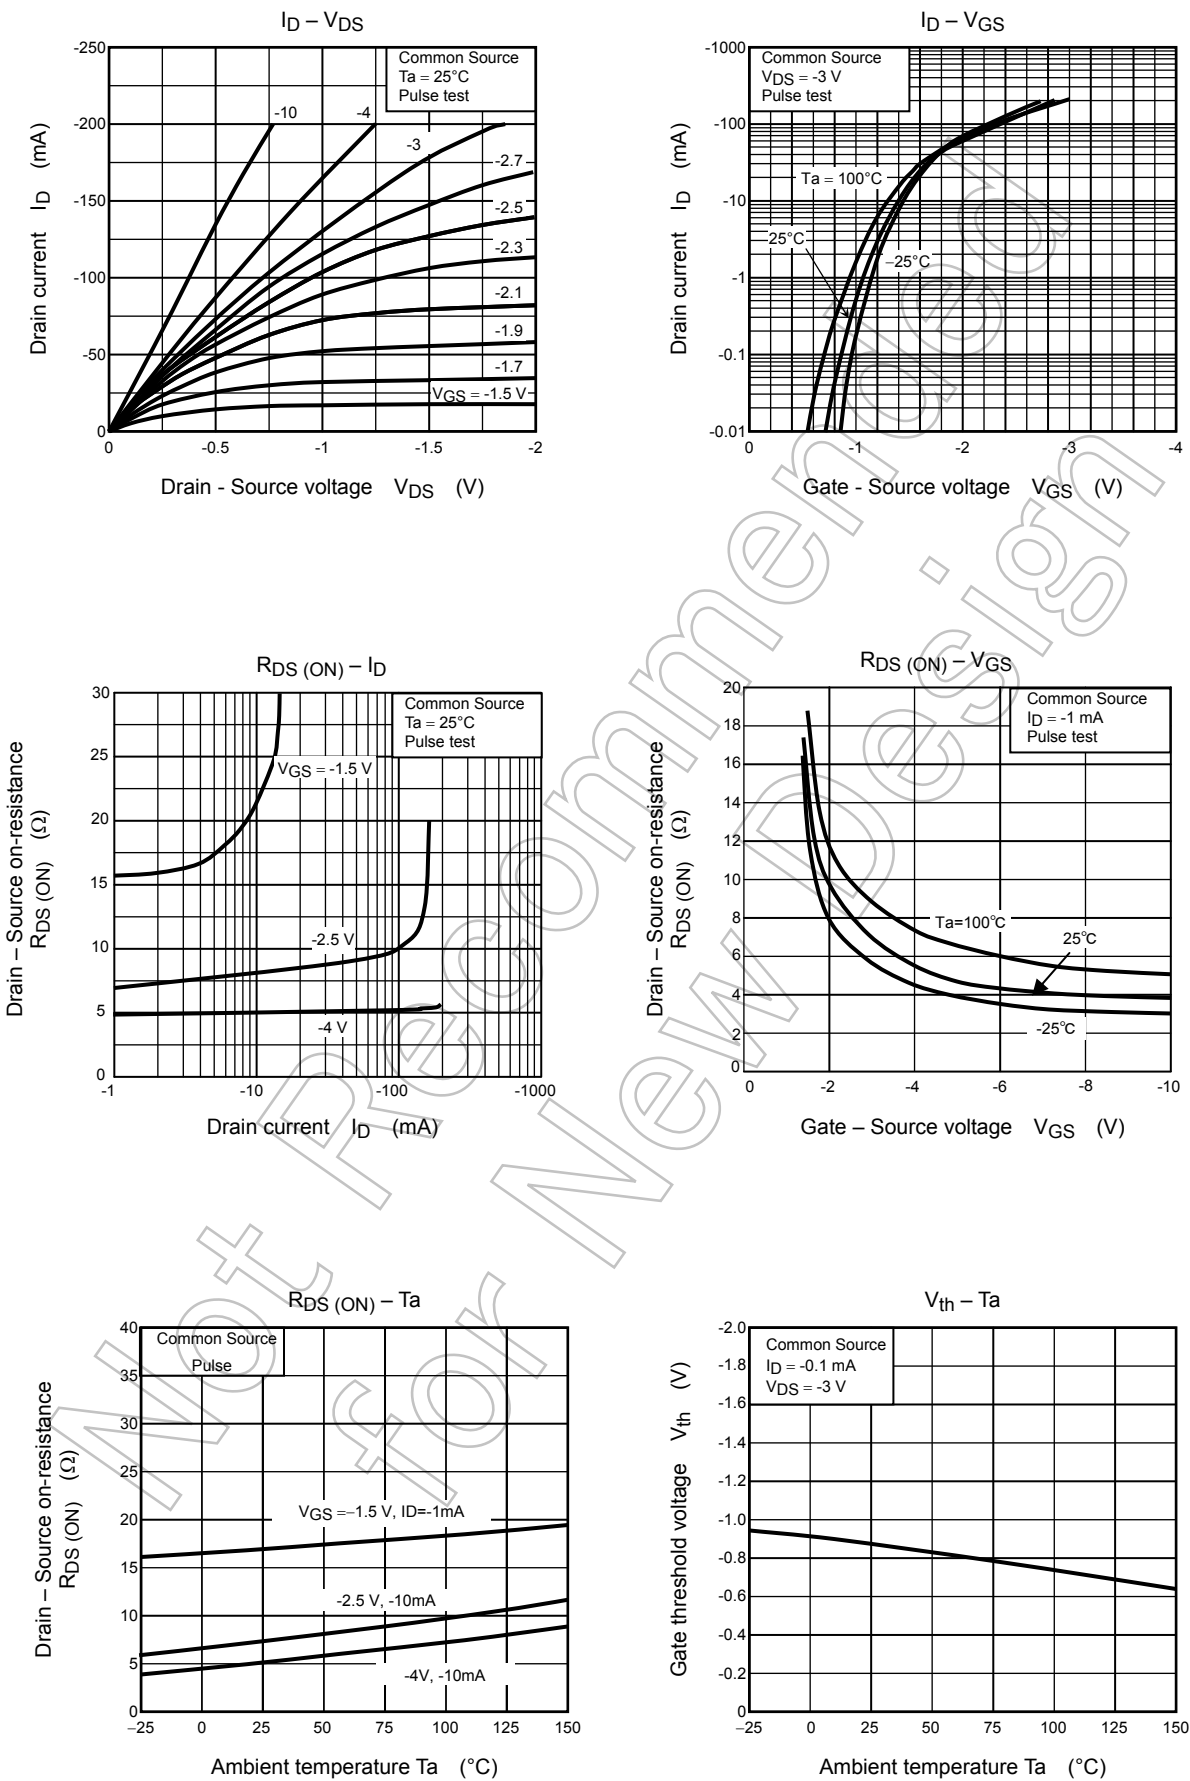 ID – VDS
-250
-200
-150
-100
-50
0
0 -0.5 -1 -1.5 -2
Drain current ID (mA)
Drain - Source voltage VDS (V)
Common Source
Ta = 25°C
Pulse test
-10
-4
-3
-2.7
-2.5
-2.3
-2.1
-1.9
-1.7
VGS = -1.5 V
ID – VGS
-1000
-100
-10
-1
-0.1
-0.01
0 -1 -2 -3 -4
Drain current ID (mA)
Gate - Source voltage VGS (V)
Common Source
VDS = -3 V
Pulse test
Ta = 100°C
25°C
−25°C
RDS (ON) – ID
30
25
20
15
10
5
0
-1 -10 -100 -1000
Drain – Source on-resistance
RDS (ON) (Ω)
Drain current ID (mA)
Common Source
Ta = 25°C
Pulse test
VGS = -1.5 V
-2.5 V
-4 V
RDS (ON) – VGS
20
18
16
14
12
10
8
6
4
2
0
0 -2 -4 -6 -8 -10
Drain – Source on-resistance
RDS (ON) (Ω)
Gate – Source voltage VGS (V)
Common Source
ID = -1 mA
Pulse test
Ta=100°C
25°C
-25°C
RDS (ON) – Ta
40
35
30
25
20
15
10
5
0
−25 0 25 50 75 100 125 150
Drain – Source on-resistance
RDS (ON) (Ω)
Ambient temperature Ta (°C)
Common Source
Pulse
VGS =−1.5 V, ID=-1mA
-2.5 V, -10mA
-4V, -10mA
Vth – Ta
-2.0
-1.8
-1.6
-1.4
-1.2
-1.0
-0.8
-0.6
-0.4
-0.2
0
−25 0 25 50 75 100 125 150
Gate threshold voltage Vth (V)
Ambient temperature Ta (°C)
Common Source
ID = -0.1 mA
VDS = -3 V
Not Recommended
for New Design